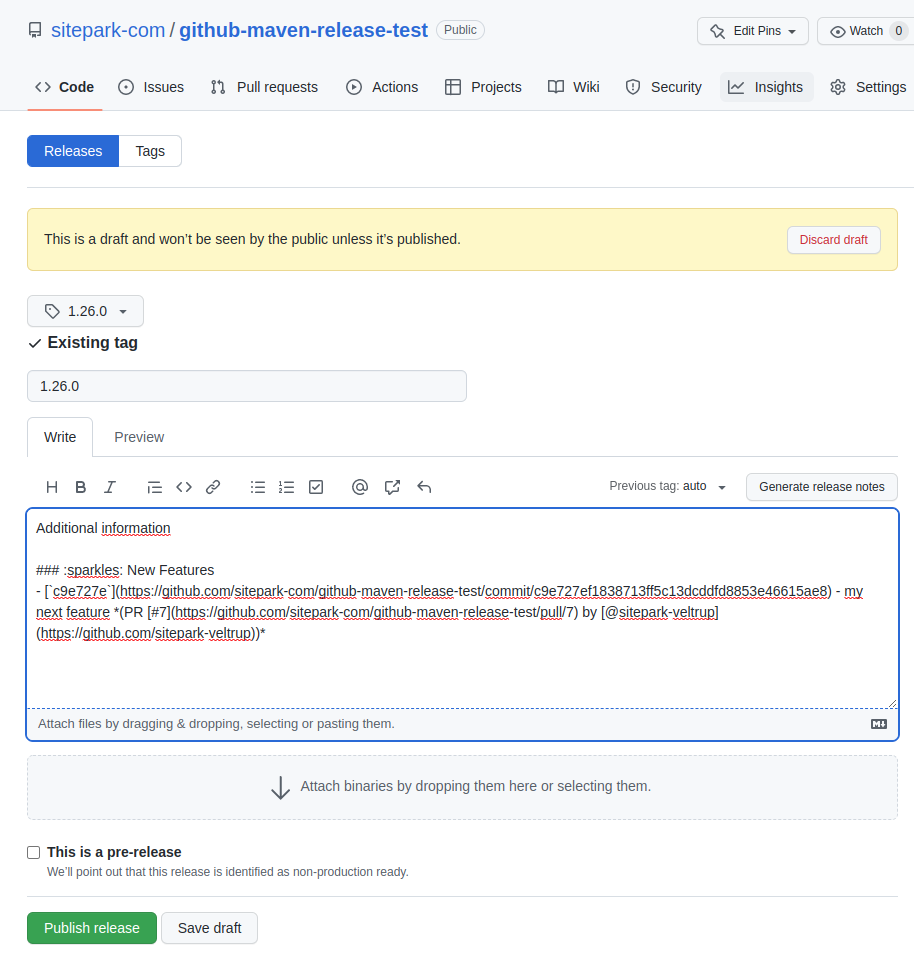 sitepark-com / github-maven-release-test Public Edit Pins Watch 0
Code Issues Pull requests Actions Projects Wiki Security Insights Settings
Releases Tags
This is a draft and won’t be seen by the public unless it’s published. Discard draft
1.26.0
Existing tag
1.26.0
Write Preview
H B I Previous tag: auto Generate release notes
Additional information
### :sparkles: New Features
- [`c9e727e`](https://github.com/sitepark-com/github-maven-release-test/commit/c9e727ef1838713ff5c13dcddfd8853e46615ae8) - my
next feature *(PR [#7](https://github.com/sitepark-com/github-maven-release-test/pull/7) by [@sitepark-veltrup]
(https://github.com/sitepark-veltrup))*
Attach files by dragging & dropping, selecting or pasting them.
Attach binaries by dropping them here or selecting them.
This is a pre-release
We’ll point out that this release is identified as non-production ready.
Publish release Save draft